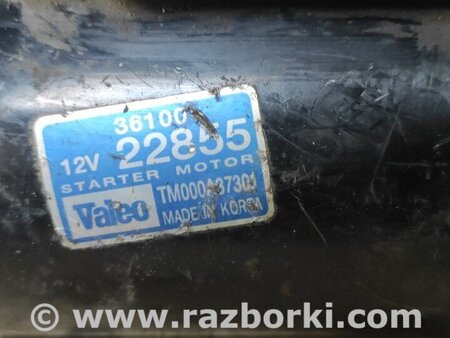 36100
12V 22855
STARTER MOTOR
Valeo
MADE IN KOREA
© www.razborki.com